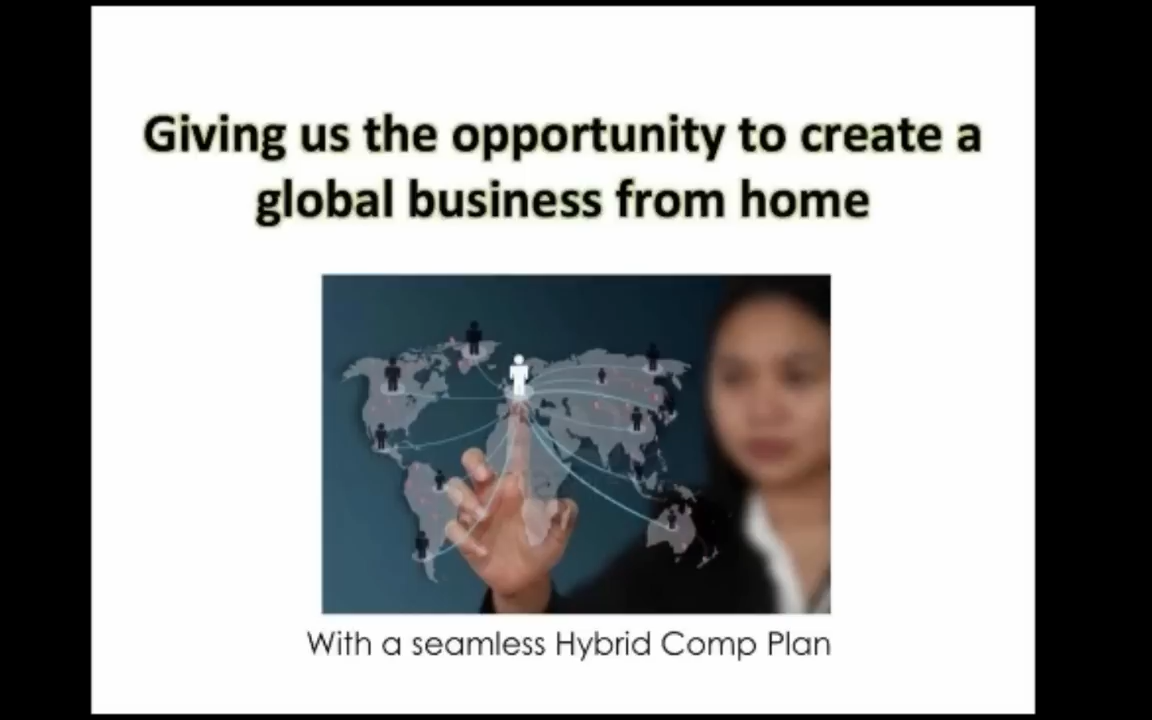 Giving us the opportunity to create a
global business from home
With a seamless Hybrid Comp Plan